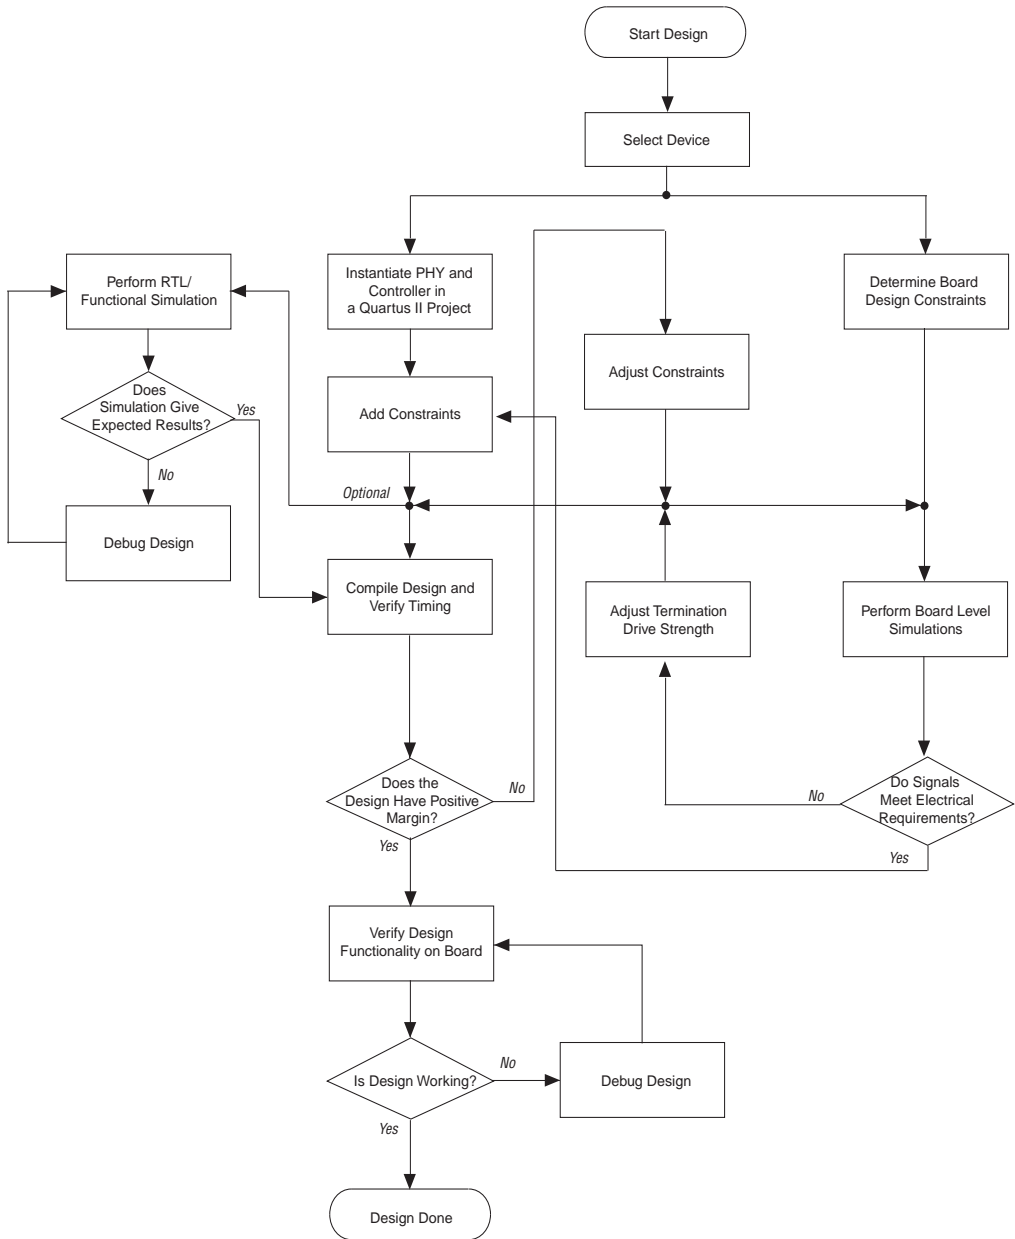 Start Design
Select Device
Perform RTL/
Functional Simulation
Instantiate PHY and
Controller in
a Quartus II Project
Determine Board
Design Constraints
Adjust Constraints
Does
Simulation Give
Expected Results?
Yes
No
Add Constraints
Optional
Debug Design
Compile Design and
Verify Timing
Adjust Termination
Drive Strength
Perform Board Level
Simulations
Does the
Design Have Positive
Margin?
No
Yes
Do Signals
Meet Electrical
Requirements?
No
Yes
Verify Design
Functionality on Board
Is Design Working?
No
Debug Design
Yes
Design Done